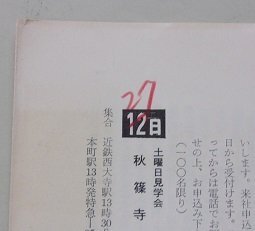 27
12日
土曜日見学会
秋篠寺
集合 近鉄西大寺駅13時30
本町駅13時発特急—
います。来社申込
日から受付けます。
ってからは電話でお
せの上、お申込み下
(一〇〇名限り)